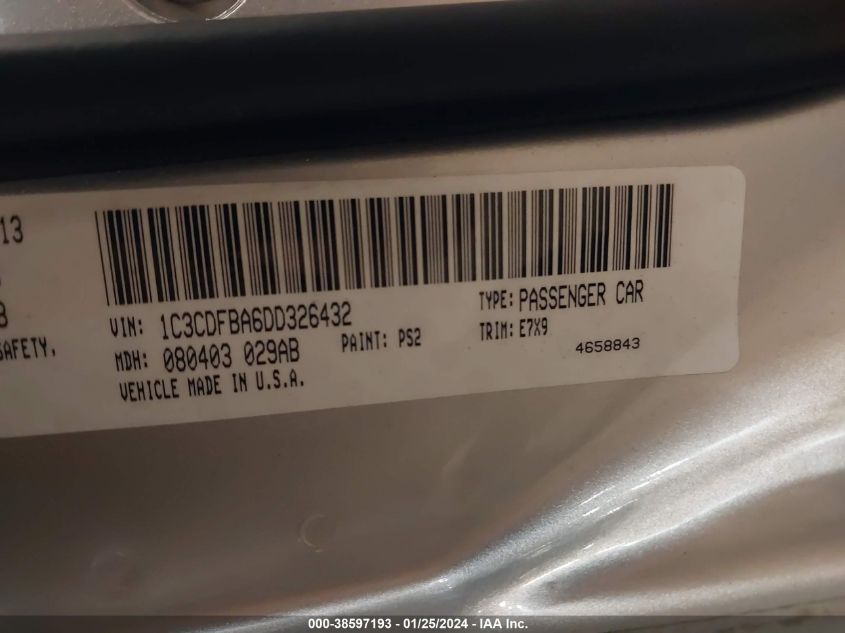 13
8
SAFETY.
VIN: 1C3CDFBA6DD326432
TYPE: PASSENGER CAR
MDH: 080403 029AB
PAINT: PS2
TRIM: E7X9
VEHICLE MADE IN U.S.A.
4658843
000-38597193 - 01/25/2024 - IAA Inc.